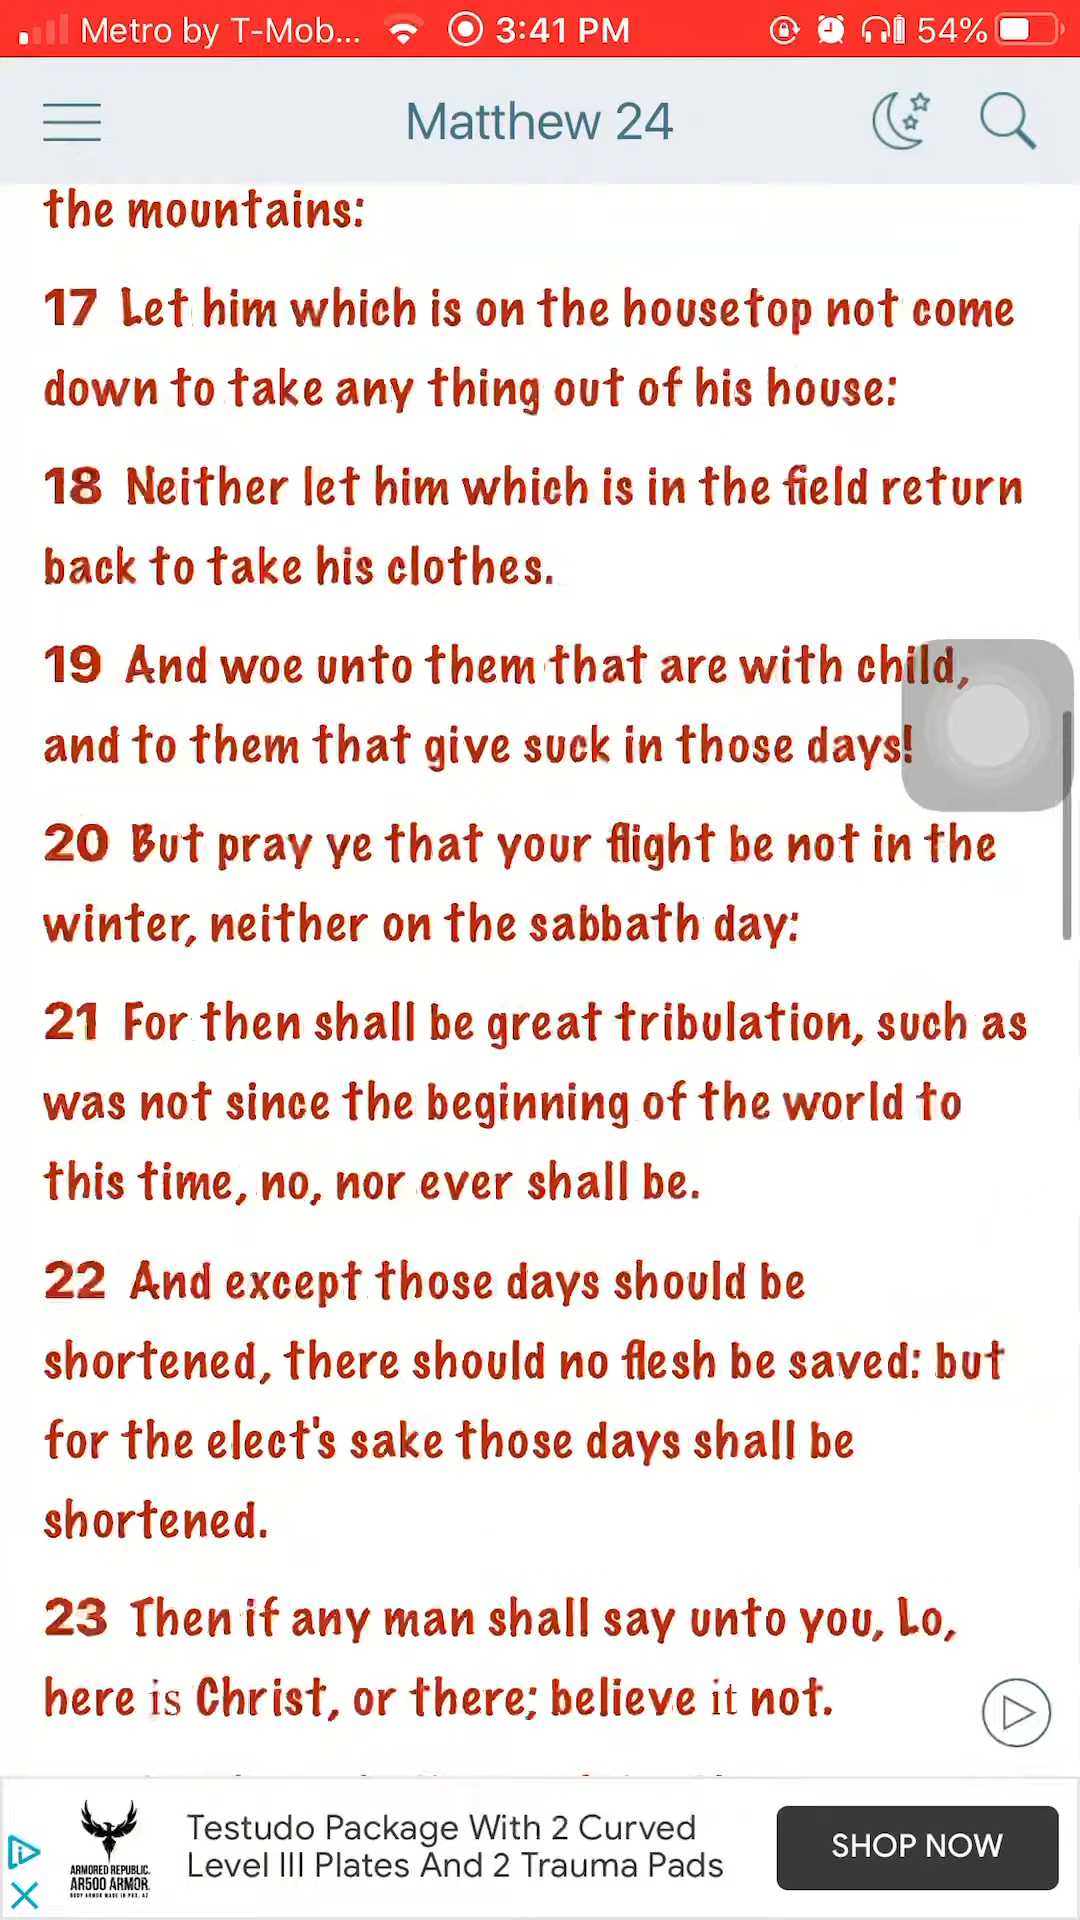 Metro by T-Mob... 3:41 PM 54%
Matthew 24
the mountains:
17 Let him which is on the housetop not come
down to take any thing out of his house:
18 Neither let him which is in the field return
back to take his clothes.
19 And woe unto them that are with child,
and to them that give suck in those days!
20 But pray ye that your flight be not in the
winter, neither on the sabbath day:
21 For then shall be great tribulation, such as
was not since the beginning of the world to
this time, no, nor ever shall be.
22 And except those days should be
shortened, there should no flesh be saved: but
for the elect's sake those days shall be
shortened.
23 Then if any man shall say unto you, Lo,
here is Christ, or there; believe it not.
Testudo Package With 2 Curved
Level III Plates And 2 Trauma Pads
SHOP NOW
ARMORED REPUBLIC.
AR500 ARMOR.
BODY ARMOR MADE IN PHX, AZ